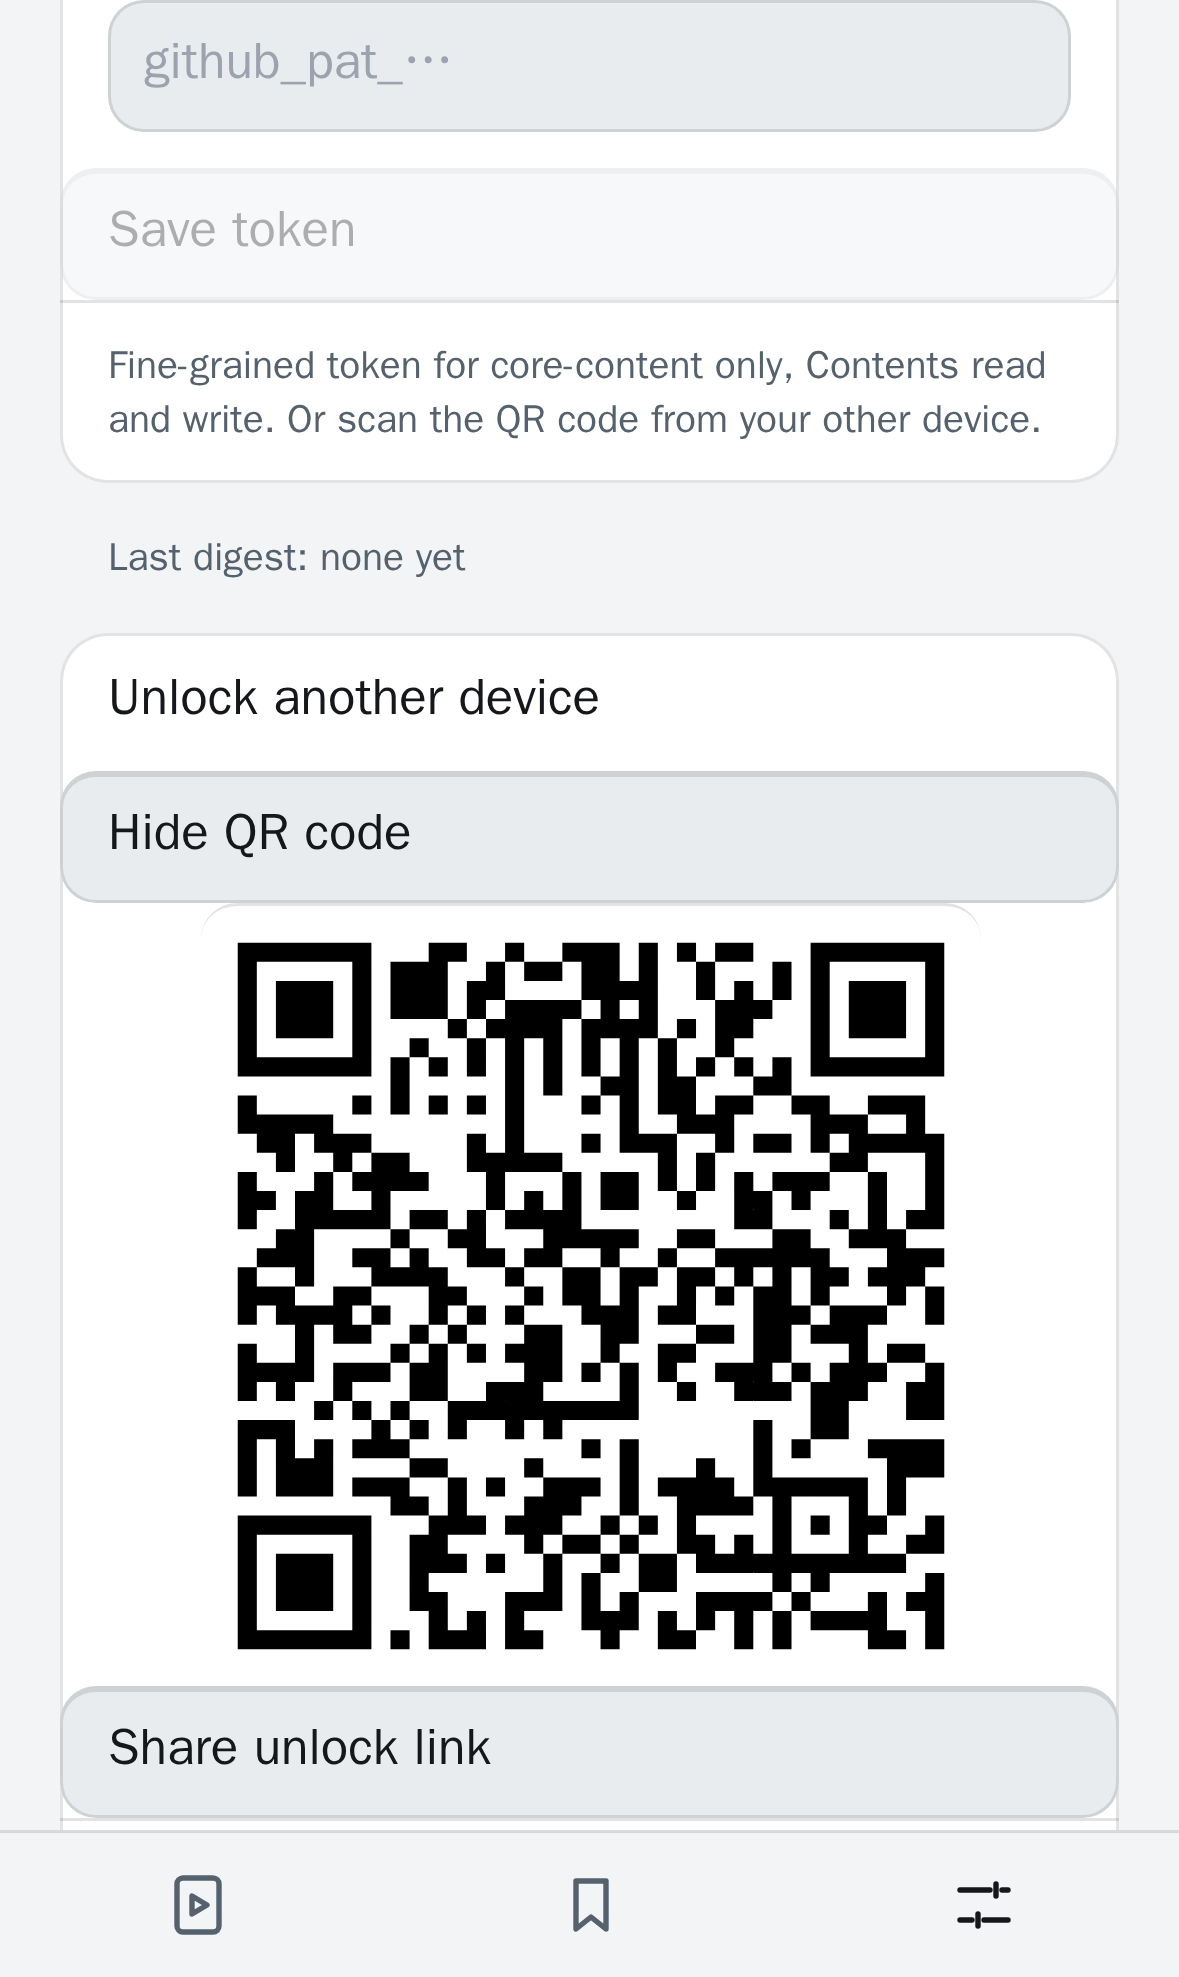 github_pat_···
Save token
Fine-grained token for core-content only, Contents read
and write. Or scan the QR code from your other device.
Last digest: none yet
Unlock another device
Hide QR code
Share unlock link